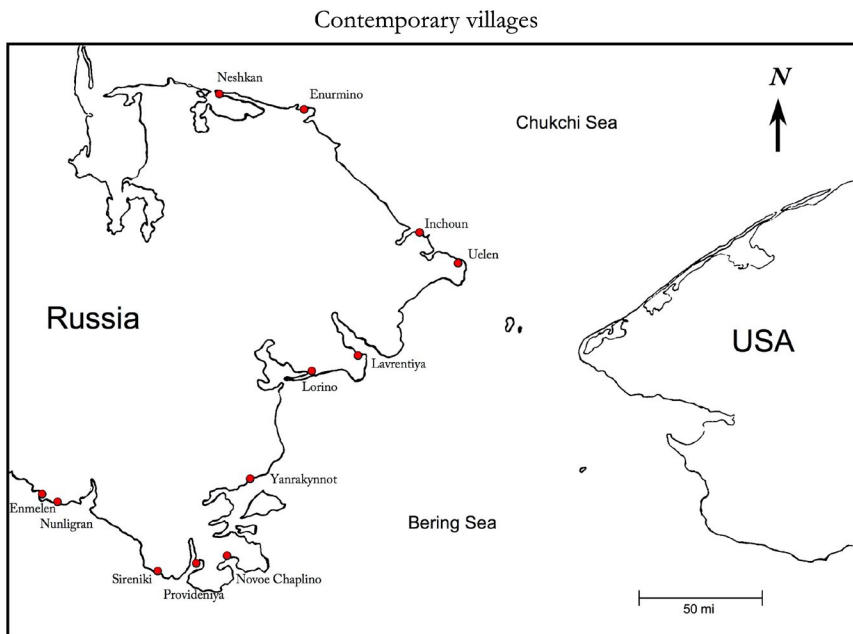 Contemporary villages
Neshkan
Enurmino
N
Chukchi Sea
Inchoun
Uelen
Russia
USA
Lavrentiya
Lorino
Yanrakynnot
Enmelen
Nunligran
Bering Sea
Sireniki
Novoe Chaplino
Provideniya
50 mi